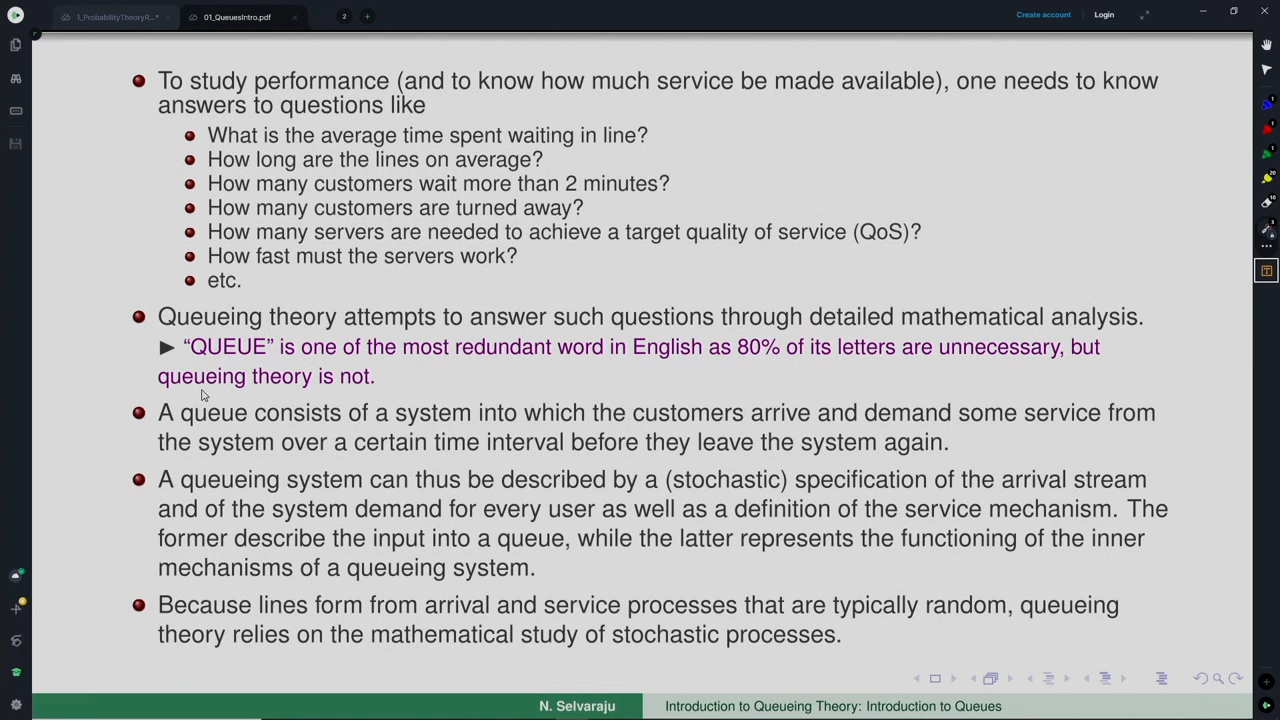 1_ProbabilityTheoryR...*
01_QueuesIntro.pdf
2
Create account
Login
To study performance (and to know how much service be made available), one needs to know
answers to questions like
What is the average time spent waiting in line?
How long are the lines on average?
How many customers wait more than 2 minutes?
How many customers are turned away?
How many servers are needed to achieve a target quality of service (QoS)?
How fast must the servers work?
etc.
Queueing theory attempts to answer such questions through detailed mathematical analysis.
► “QUEUE” is one of the most redundant word in English as 80% of its letters are unnecessary, but
queueing theory is not.
A queue consists of a system into which the customers arrive and demand some service from
the system over a certain time interval before they leave the system again.
A queueing system can thus be described by a (stochastic) specification of the arrival stream
and of the system demand for every user as well as a definition of the service mechanism. The
former describe the input into a queue, while the latter represents the functioning of the inner
mechanisms of a queueing system.
Because lines form from arrival and service processes that are typically random, queueing
theory relies on the mathematical study of stochastic processes.
N. Selvaraju
Introduction to Queueing Theory: Introduction to Queues